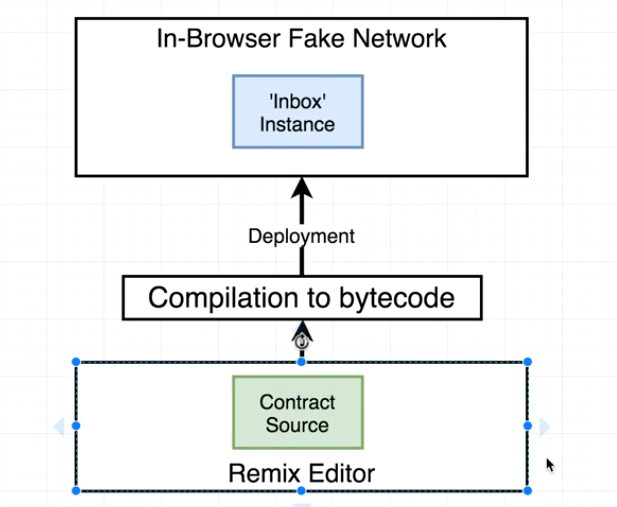 In-Browser Fake Network
'Inbox'
Instance
Deployment
Compilation to bytecode
Contract
Source
Remix Editor